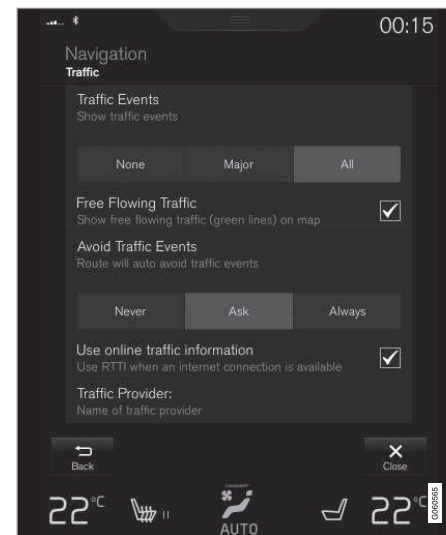 00:15
Navigation
Traffic
Traffic Events
Show traffic events
None Major All
Free Flowing Traffic
Show free flowing traffic (green lines) on map
Avoid Traffic Events
Route will auto avoid traffic events
Never Ask Always
Use online traffic information
Use RTTI when an internet connection is available
Traffic Provider:
Name of traffic provider
Back Close
22°C 22°C
AUTO
G060565